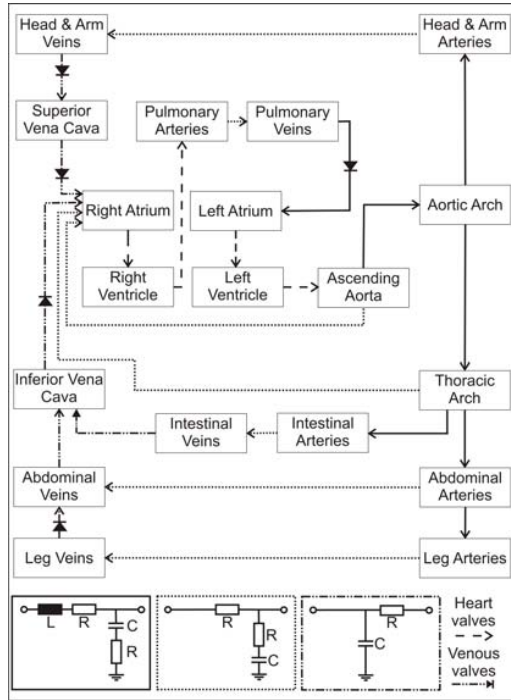 Head & Arm
Veins
Head & Arm
Arteries
Superior
Vena Cava
Pulmonary
Arteries
Pulmonary
Veins
Right Atrium
Left Atrium
Aortic Arch
Right
Ventricle
Left
Ventricle
Ascending
Aorta
Inferior Vena
Cava
Thoracic
Arch
Intestinal
Veins
Intestinal
Arteries
Abdominal
Veins
Abdominal
Arteries
Leg Veins
Leg Arteries
L
R
C
R
R
R
C
R
C
Heart
valves
Venous
valves